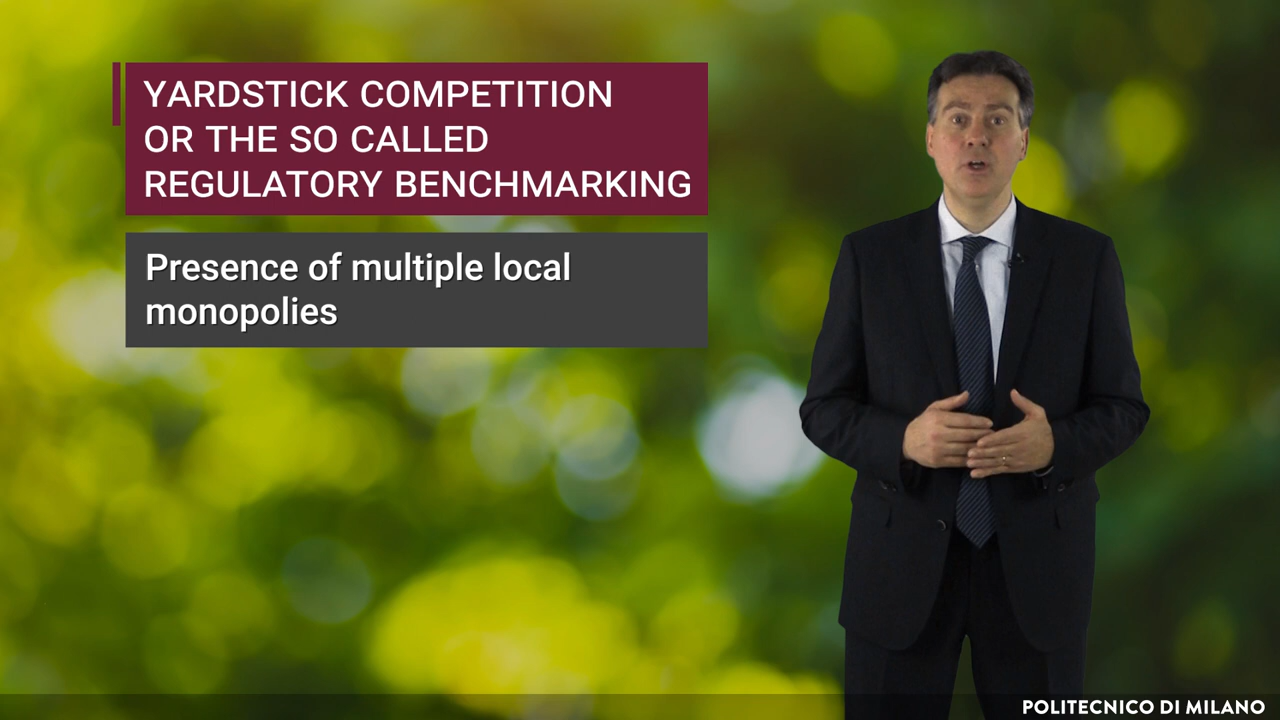 YARDSTICK COMPETITION
OR THE SO CALLED
REGULATORY BENCHMARKING
Presence of multiple local
monopolies
POLITECNICO DI MILANO